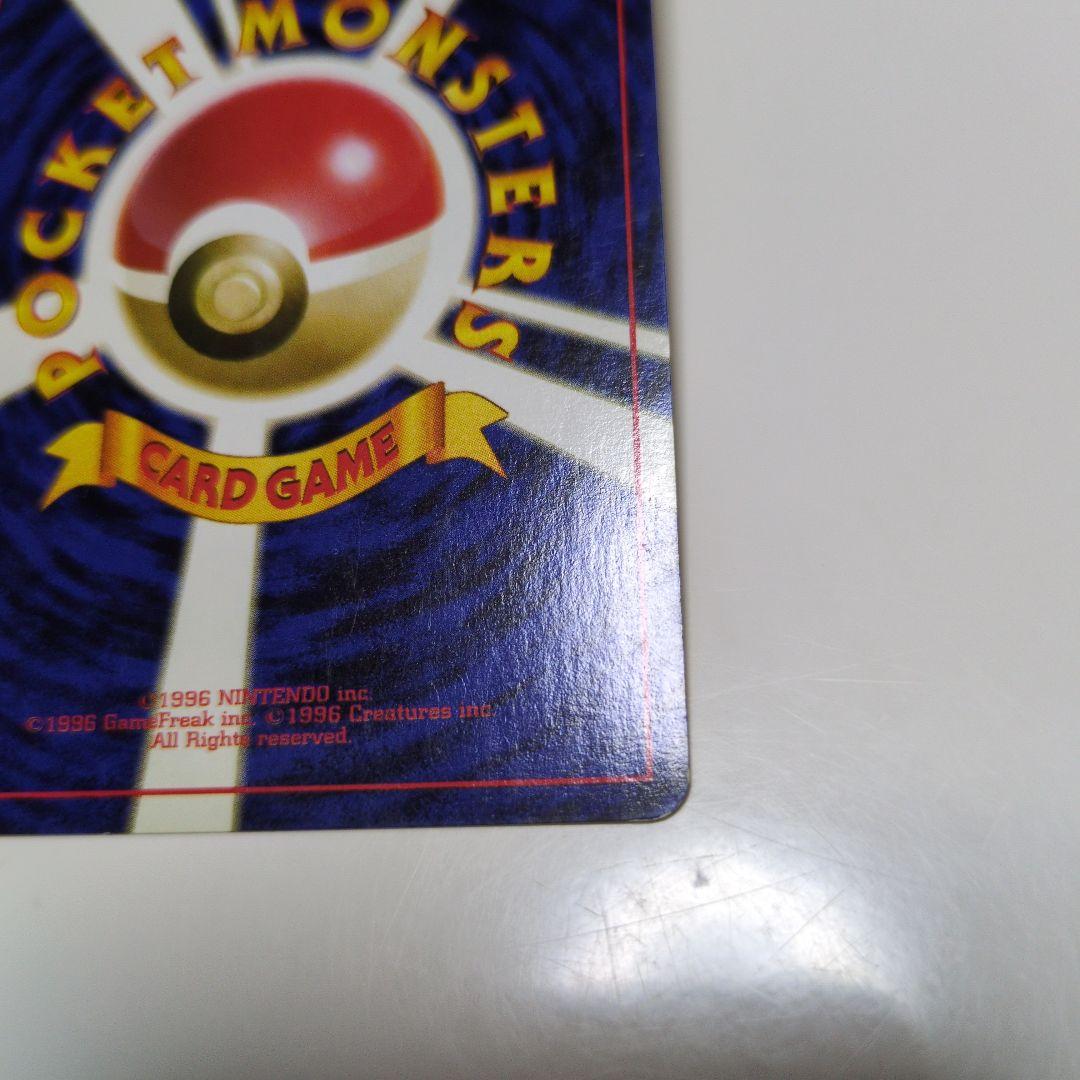 POCKET MONSTERS
CARD GAME
©1996 NINTENDO inc.
©1996 GameFreak inc. ©1996 Creatures inc.
All Rights reserved.